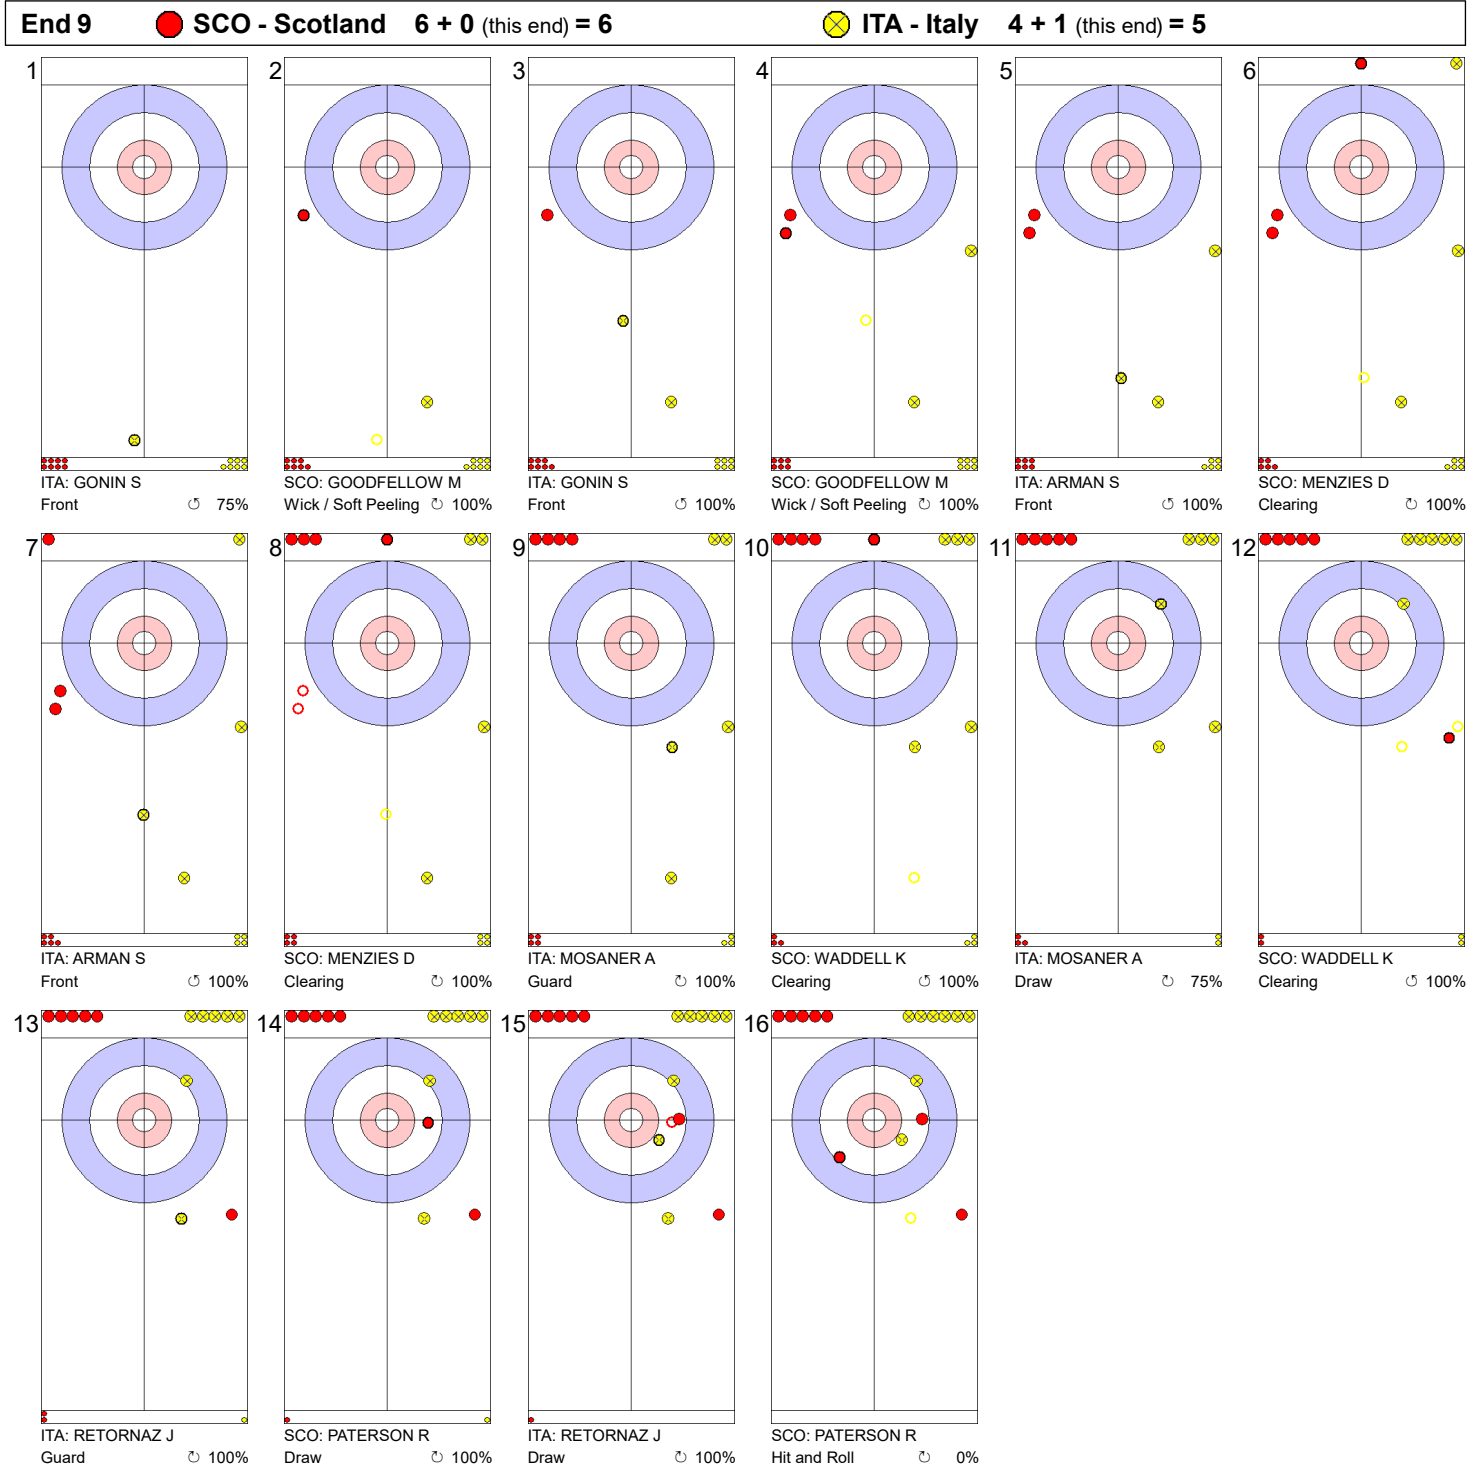 End 9 SCO - Scotland 6 + 0 (this end) = 6 ITA - Italy 4 + 1 (this end) = 5
1 2 3 4 5 6
ITA: GONIN S SCO: GOODFELLOW M ITA: GONIN S SCO: GOODFELLOW M ITA: ARMAN S SCO: MENZIES D
Front ↺ 75% Wick / Soft Peeling ↻ 100% Front ↺ 100% Wick / Soft Peeling ↻ 100% Front ↺ 100% Clearing ↻ 100%
7 8 9 10 11 12
ITA: ARMAN S SCO: MENZIES D ITA: MOSANER A SCO: WADDELL K ITA: MOSANER A SCO: WADDELL K
Front ↺ 100% Clearing ↺ 100% Guard ↻ 100% Clearing ↺ 100% Draw ↻ 75% Clearing ↺ 100%
13 14 15 16
ITA: RETORNAZ J SCO: PATERSON R ITA: RETORNAZ J SCO: PATERSON R
Guard ↻ 100% Draw ↻ 100% Draw ↻ 100% Hit and Roll ↻ 0%